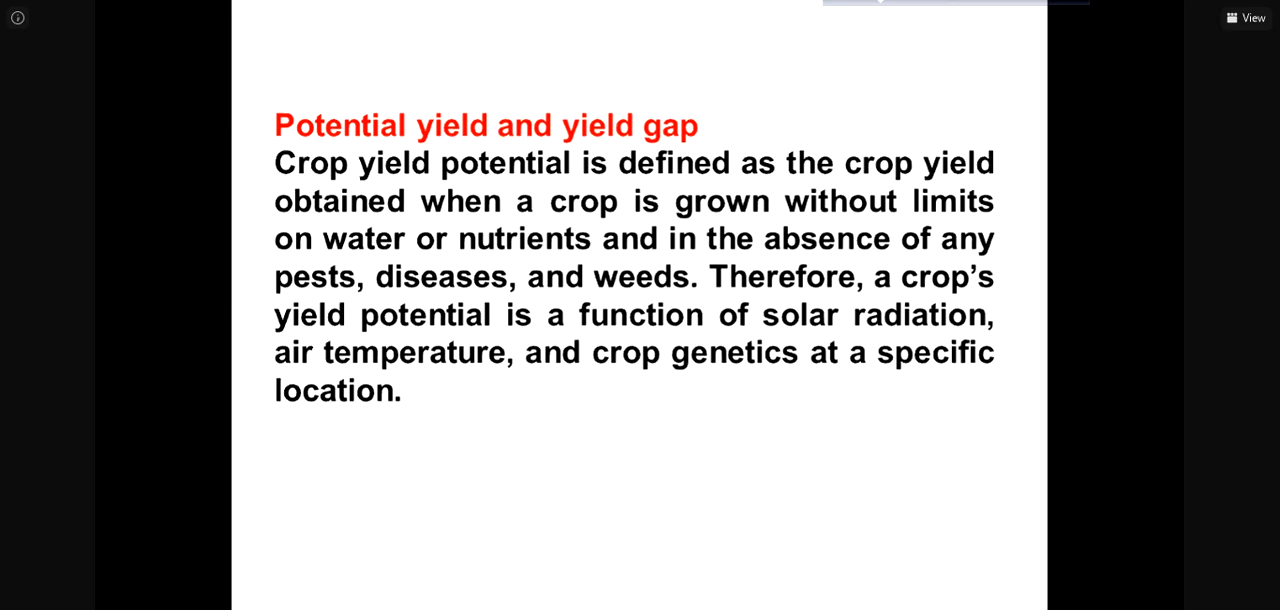 View
Potential yield and yield gap
Crop yield potential is defined as the crop yield
obtained when a crop is grown without limits
on water or nutrients and in the absence of any
pests, diseases, and weeds. Therefore, a crop’s
yield potential is a function of solar radiation,
air temperature, and crop genetics at a specific
location.